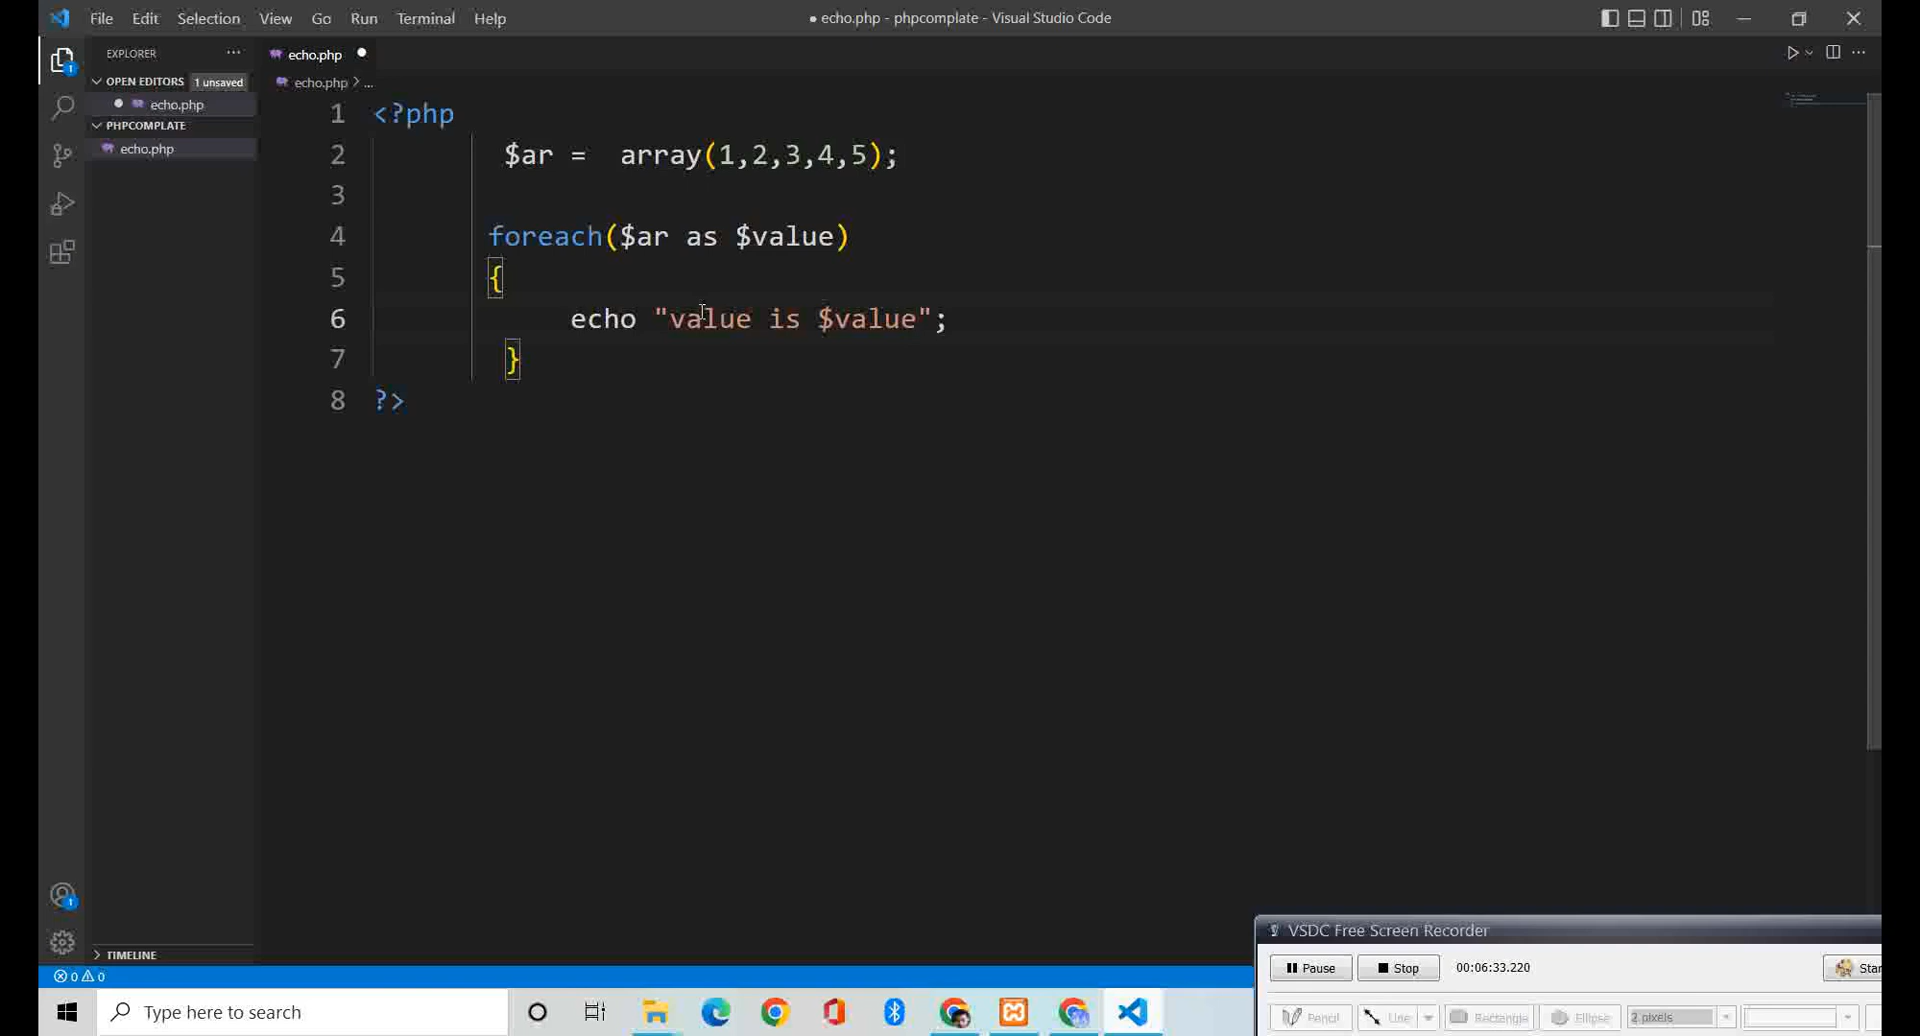 File Edit Selection View Go Run Terminal Help
● echo.php - phpcomplate - Visual Studio Code
EXPLORER ···
OPEN EDITORS 1 unsaved
echo.php
PHPCOMPLATE
echo.php
TIMELINE
echo.php
echo.php > ...
1 <?php
2 $ar = array(1,2,3,4,5);
3
4 foreach($ar as $value)
5 {
6 echo "value is $value";
7 }
8 ?>
1
1
0 0
VSDC Free Screen Recorder
Pause Stop 00:06:33.220 Star
Pencil Line Rectangle Ellipse 2 pixels
Type here to search